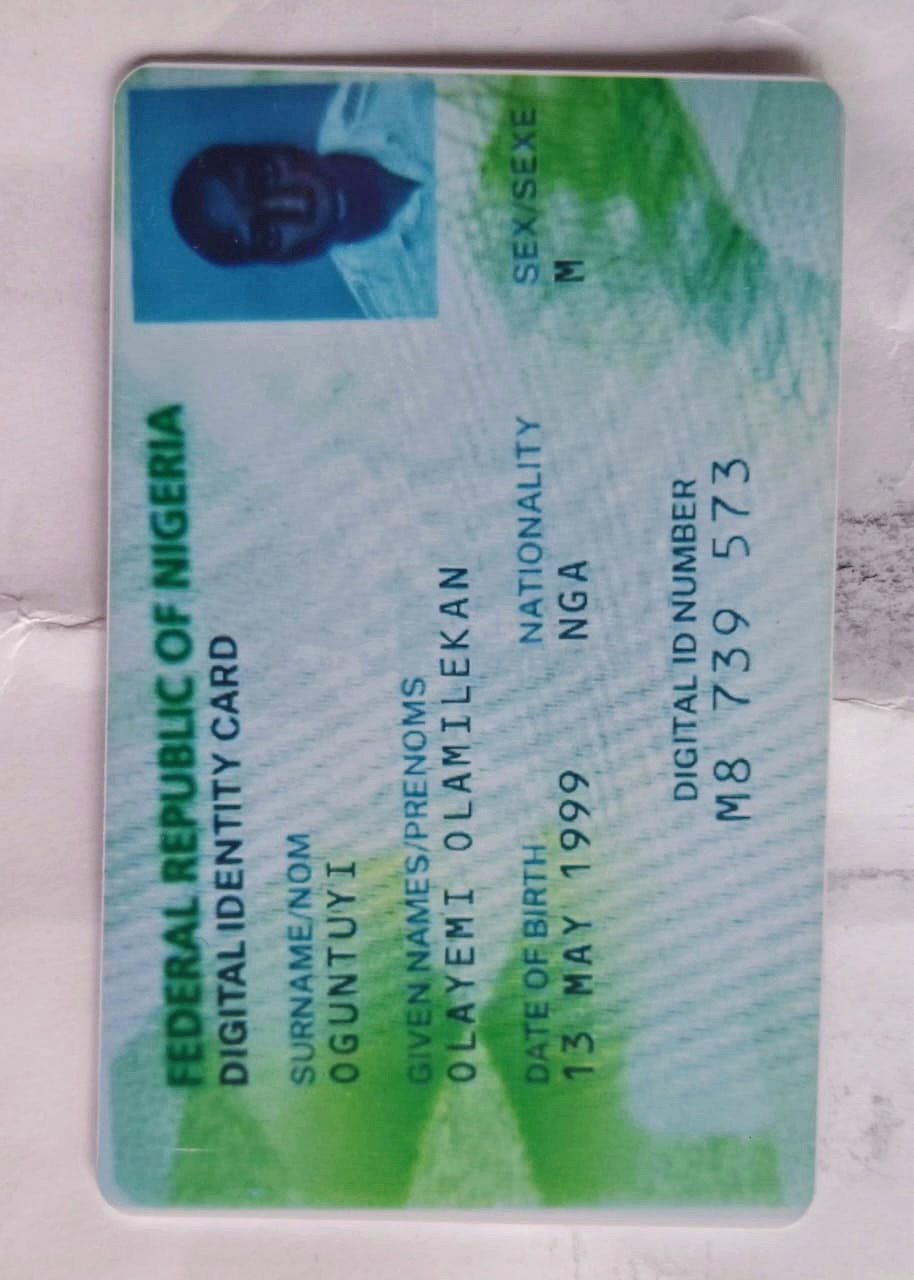 FEDERAL REPUBLIC OF NIGERIA
DIGITAL IDENTITY CARD
SURNAME/NOM
OGUNTUYI
GIVEN NAMES/PRENOMS
OLAYEMI OLAMILEKAN
DATE OF BIRTH NATIONALITY SEX/SEXE
13 MAY 1999 NGA M
DIGITAL ID NUMBER
M8 739 573